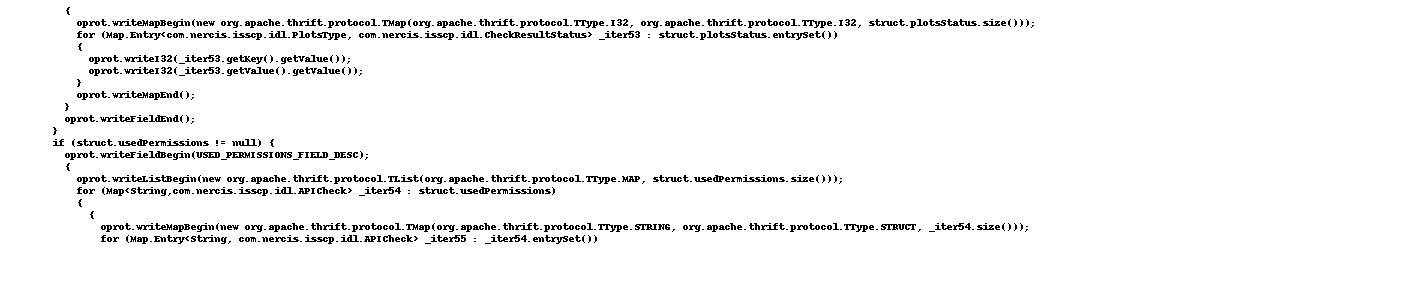 {
oprot.writeMapBegin(new org.apache.thrift.protocol.TMap(org.apache.thrift.protocol.TType.I32, org.apache.thrift.protocol.TType.I32, struct.plotsStatus.size()));
for (Map.Entry<com.nercis.isscp.idl.PlotsType, com.nercis.isscp.idl.CheckResultStatus> _iter53 : struct.plotsStatus.entrySet())
{
oprot.writeI32(_iter53.getKey().getValue());
oprot.writeI32(_iter53.getValue().getValue());
}
oprot.writeMapEnd();
}
oprot.writeFieldEnd();
}
if (struct.usedPermissions != null) {
oprot.writeFieldBegin(USED_PERMISSIONS_FIELD_DESC);
{
oprot.writeListBegin(new org.apache.thrift.protocol.TList(org.apache.thrift.protocol.TType.MAP, struct.usedPermissions.size()));
for (Map<String,com.nercis.isscp.idl.APICheck> _iter54 : struct.usedPermissions)
{
{
oprot.writeMapBegin(new org.apache.thrift.protocol.TMap(org.apache.thrift.protocol.TType.STRING, org.apache.thrift.protocol.TType.STRUCT, _iter54.size()));
for (Map.Entry<String, com.nercis.isscp.idl.APICheck> _iter55 : _iter54.entrySet())